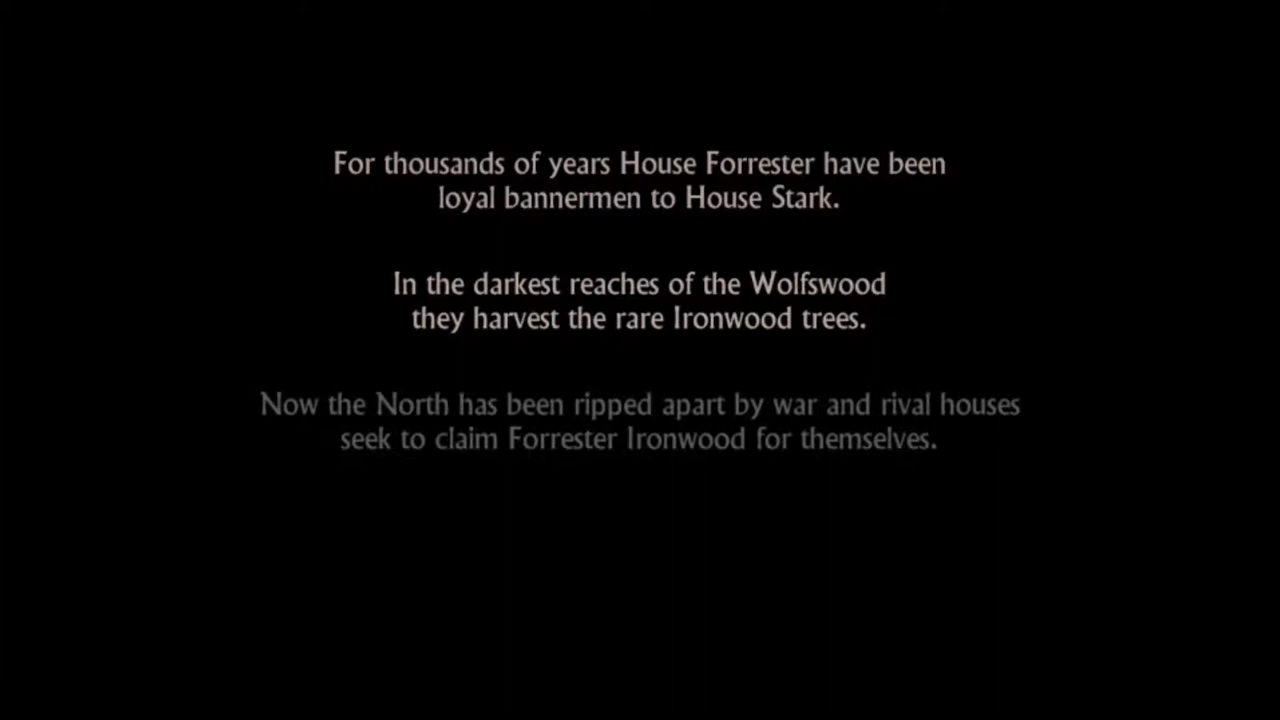 For thousands of years House Forrester have been
loyal bannermen to House Stark.
In the darkest reaches of the Wolfswood
they harvest the rare Ironwood trees.
Now the North has been ripped apart by war and rival houses
seek to claim Forrester Ironwood for themselves.